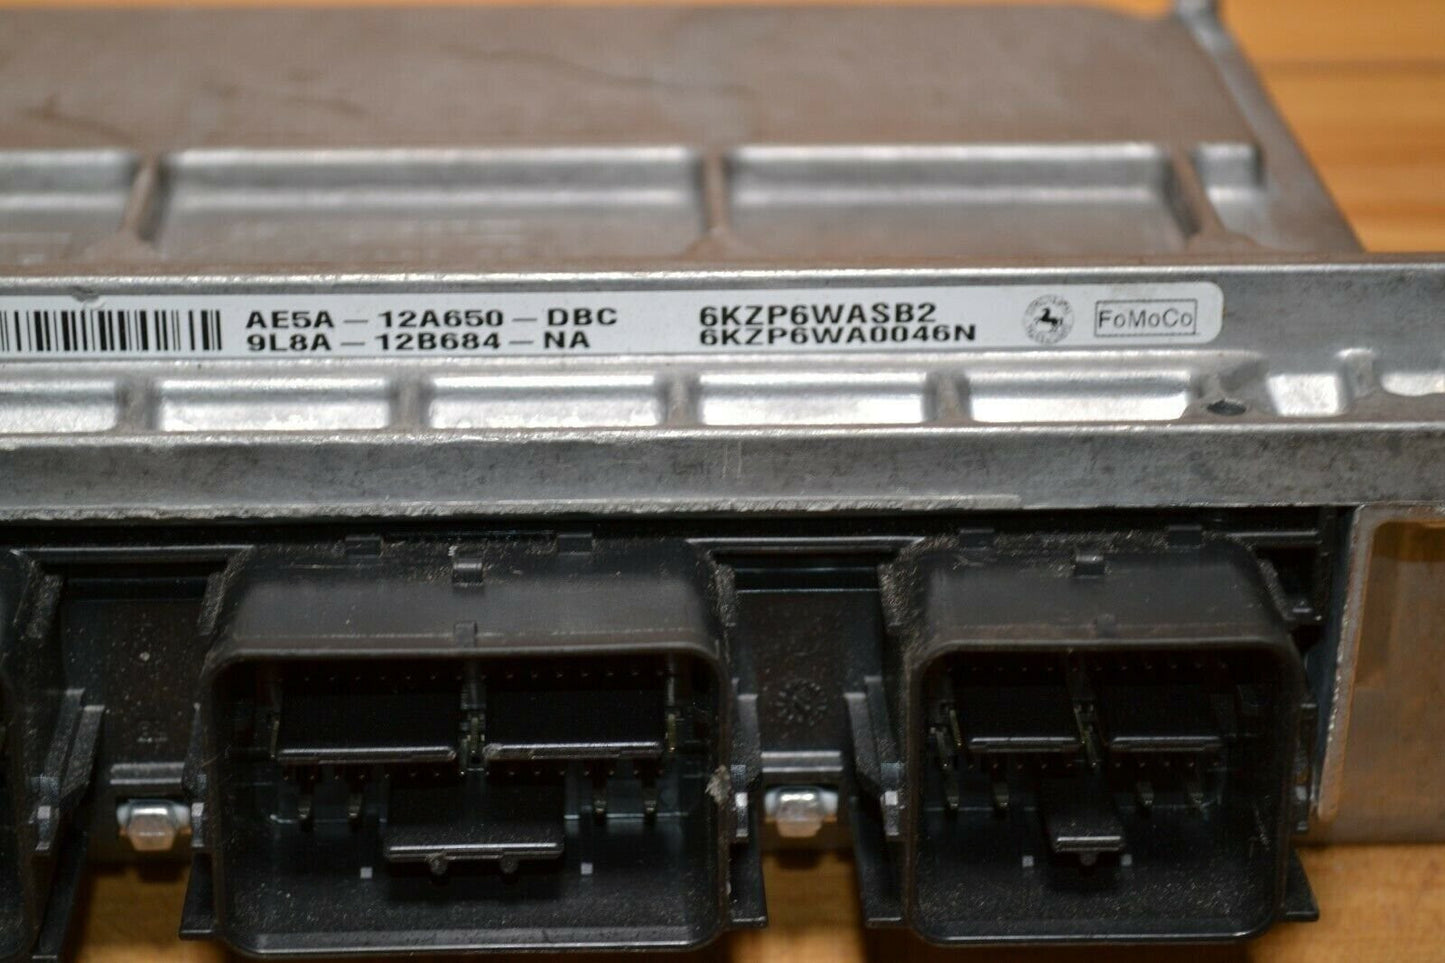 AE5A-12A650-DBC 6KZP6WASB2
9L8A-12B684-NA 6KZP6WA0046N
FoMoCo